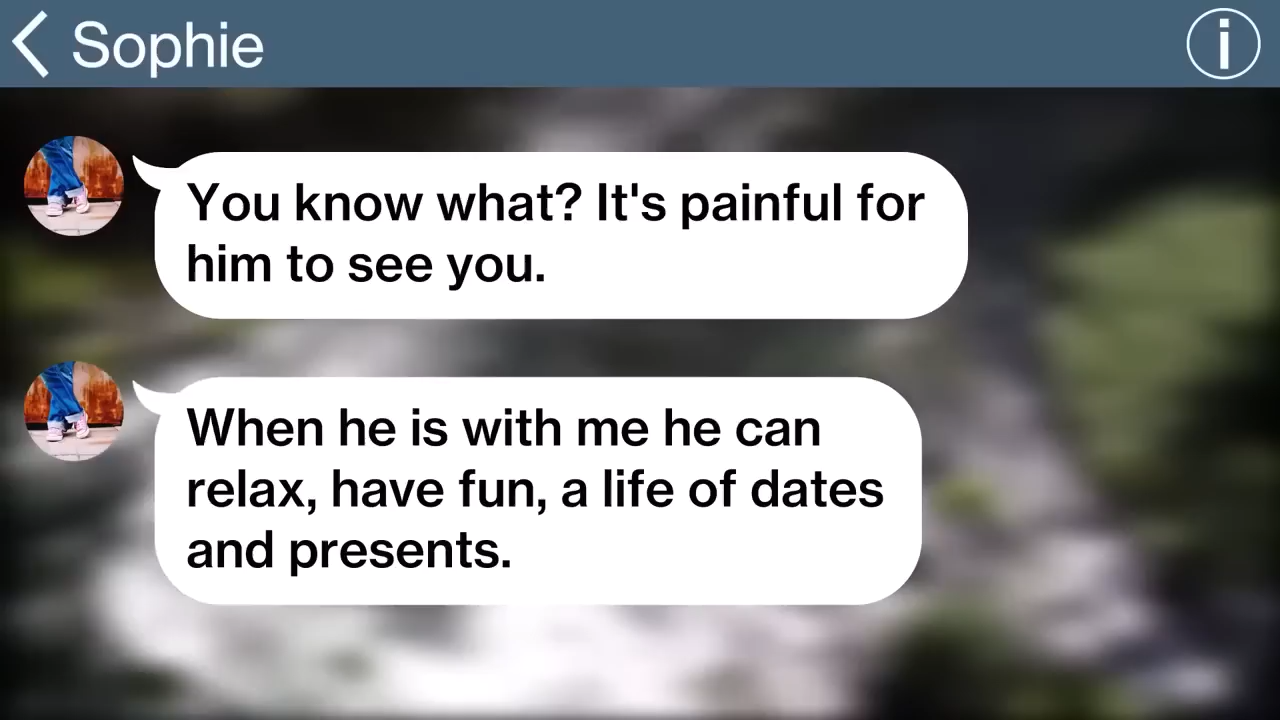 Sophie
You know what? It's painful for
him to see you.
When he is with me he can
relax, have fun, a life of dates
and presents.